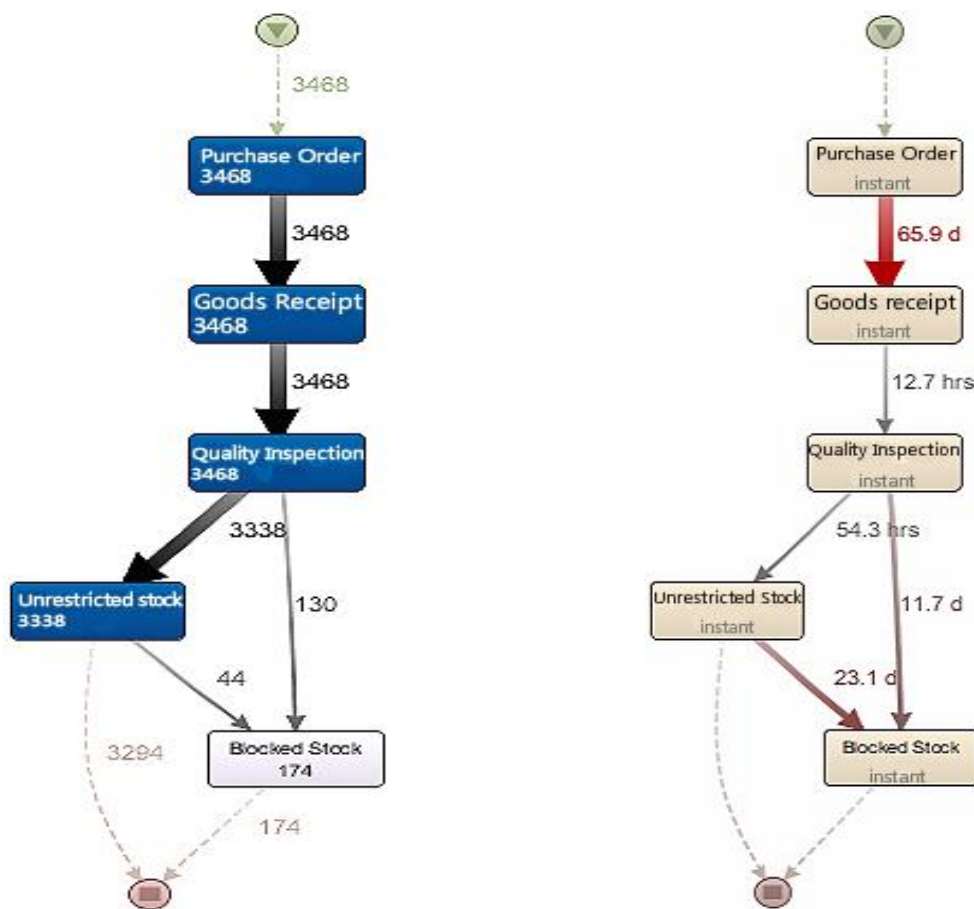 3468
Purchase Order
3468
3468
Goods Receipt
3468
3468
Quality Inspection
3468
3338
130
Unrestricted stock
3338
44
3294
Blocked Stock
174
174
Purchase Order
instant
65.9 d
Goods receipt
instant
12.7 hrs
Quality Inspection
instant
54.3 hrs
11.7 d
Unrestricted Stock
instant
23.1 d
Blocked Stock
instant